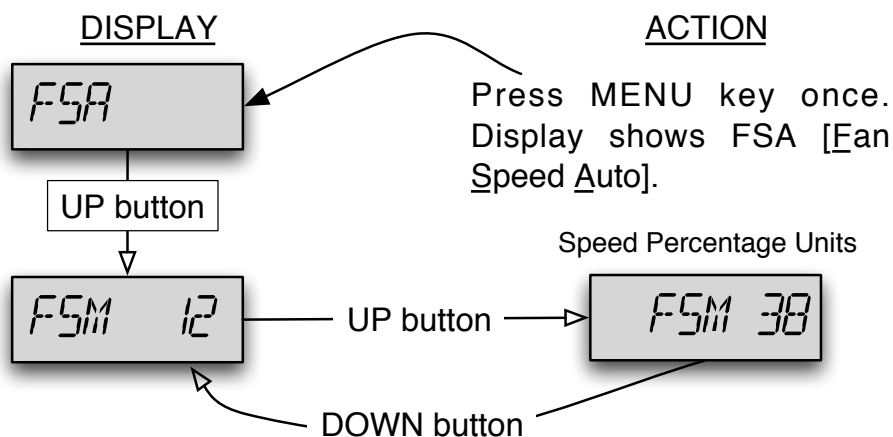 DISPLAY
ACTION
FSA
Press MENU key once.
Display shows FSA [Fan
Speed Auto].
UP button
Speed Percentage Units
FSM 12
UP button
FSM 38
DOWN button